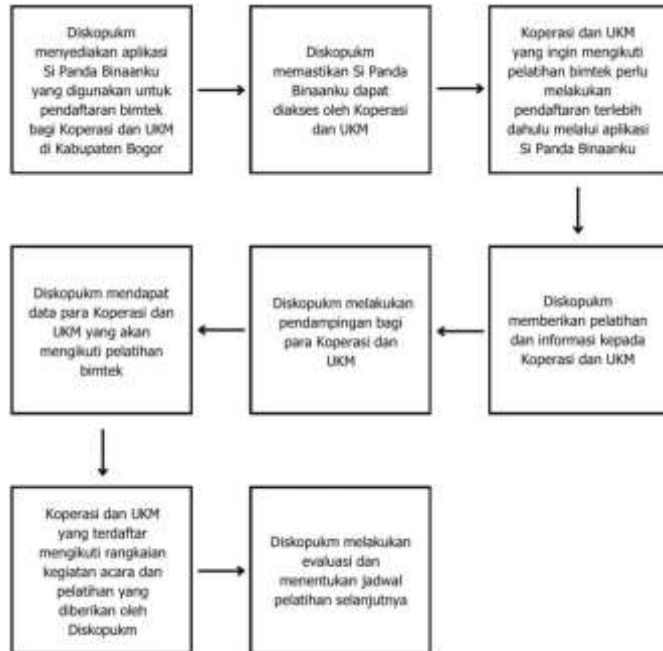 Diskopukm
menyediakan aplikasi
Si Panda Binaanku
yang digunakan untuk
pendaftaran bimtek
bagi Koperasi dan UKM
di Kabupaten Bogor
Diskopukm
memastikan Si Panda
Binaanku dapat
diakses oleh Koperasi
dan UKM
Koperasi dan UKM
yang ingin mengikuti
pelatihan bimtek perlu
melakukan
pendaftaran terlebih
dahulu melalui aplikasi
Si Panda Binaanku
Diskopukm
memberikan pelatihan
dan informasi kepada
Koperasi dan UKM
Diskopukm melakukan
pendampingan bagi
para Koperasi dan
UKM
Diskopukm mendapat
data para Koperasi dan
UKM yang akan
mengikuti pelatihan
bimtek
Koperasi dan UKM
yang terdaftar
mengikuti rangkaian
kegiatan acara dan
pelatihan yang
diberikan oleh
Diskopukm
Diskopukm melakukan
evaluasi dan
menentukan jadwal
pelatihan selanjutnya